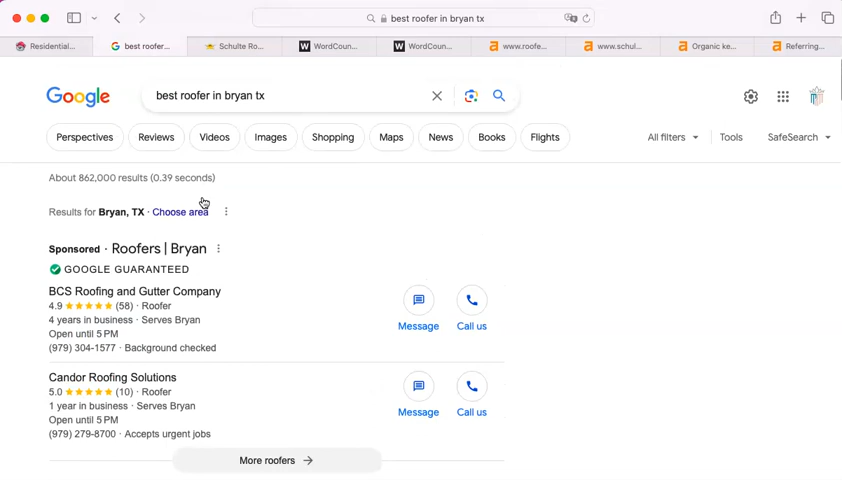 best roofer in bryan tx
Residential...
best roofer...
Schulte Ro...
W WordCoun...
W WordCoun...
www.roofe...
www.schul...
Organic ke...
Referring...
Google
best roofer in bryan tx
Perspectives
Reviews
Videos
Images
Shopping
Maps
News
Books
Flights
All filters
Tools
SafeSearch
About 862,000 results (0.39 seconds)
Results for Bryan, TX · Choose area
Sponsored · Roofers | Bryan
GOOGLE GUARANTEED
BCS Roofing and Gutter Company
4.9 (58) · Roofer
4 years in business · Serves Bryan
Open until 5 PM
(979) 304-1577 · Background checked
Message
Call us
Candor Roofing Solutions
5.0 (10) · Roofer
1 year in business · Serves Bryan
Open until 5 PM
(979) 279-8700 · Accepts urgent jobs
Message
Call us
More roofers